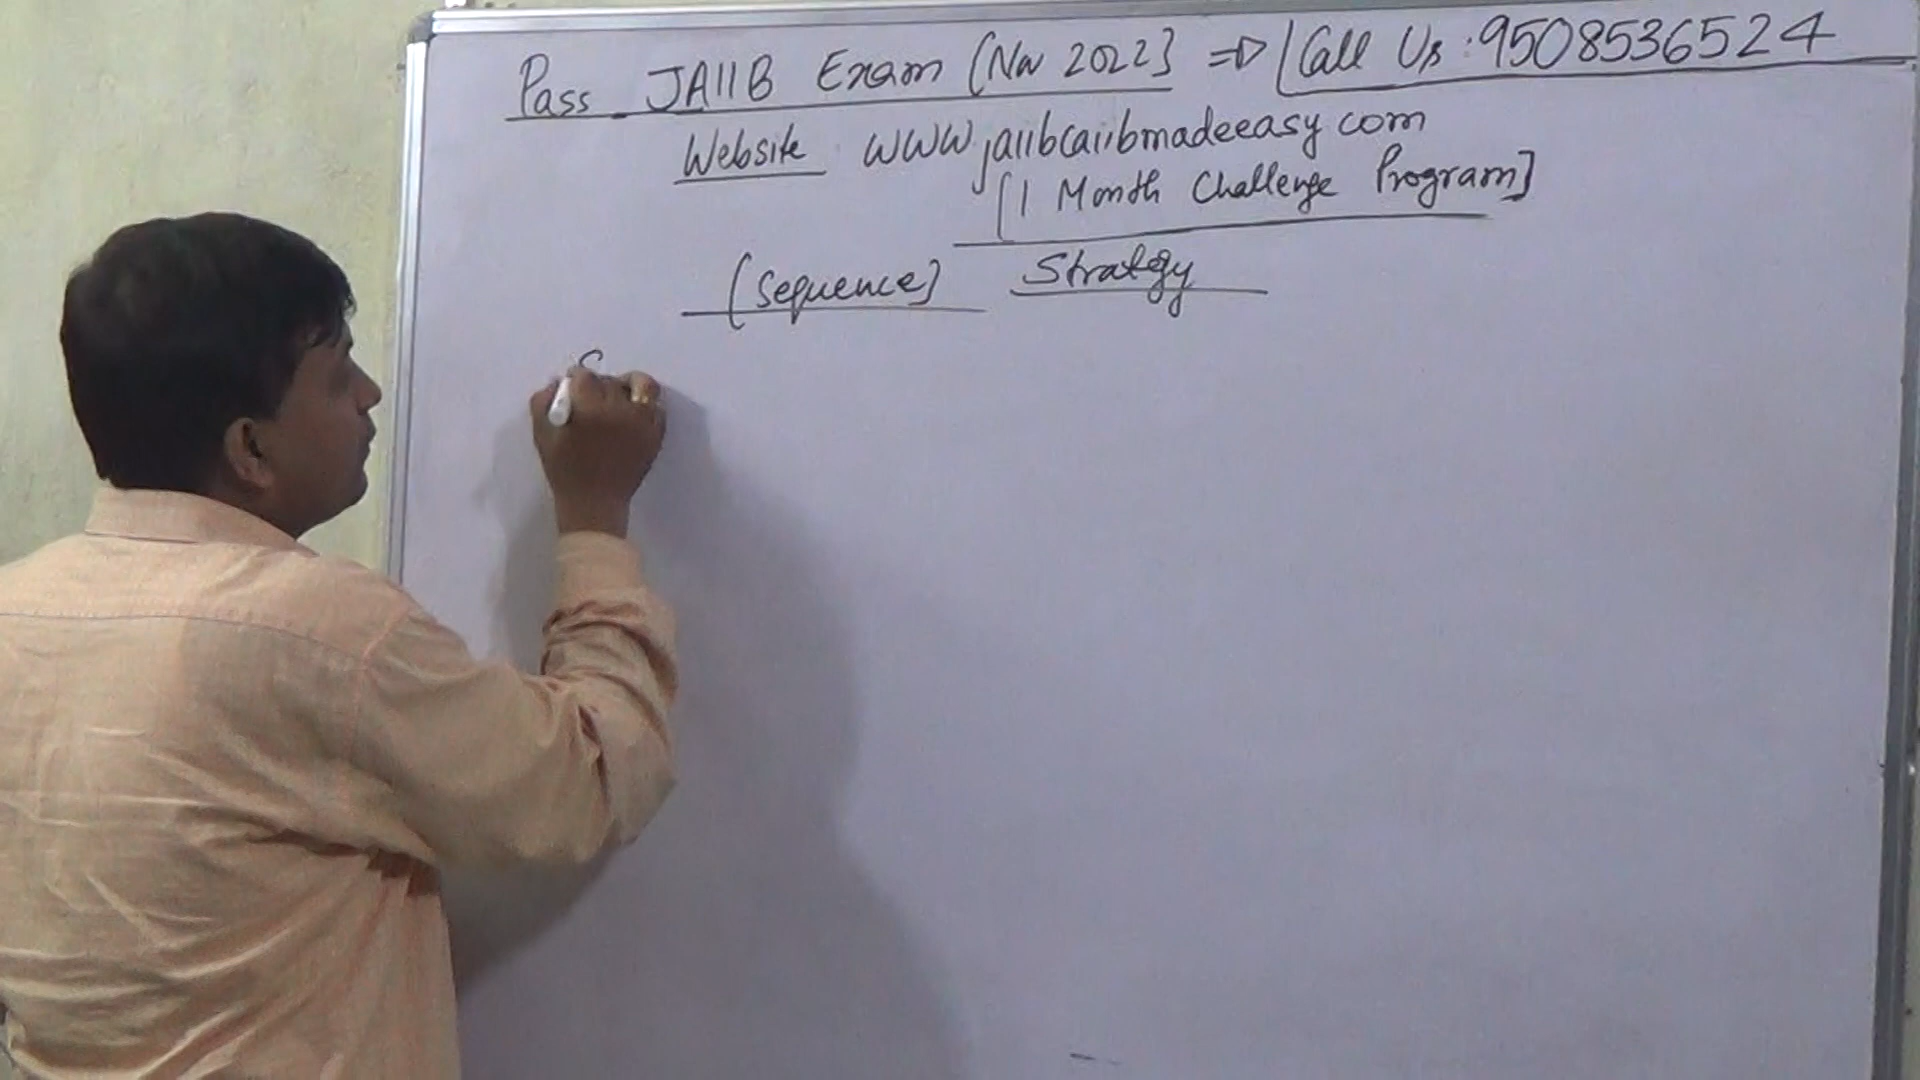 Pass JAIIB Exam (Nov 2022] ⇒ [Call Us : 9508536524
Website www.jaiibcaiibmadeeasy com
[1 Month Challenge Program]
[Sequence] Strategy
S